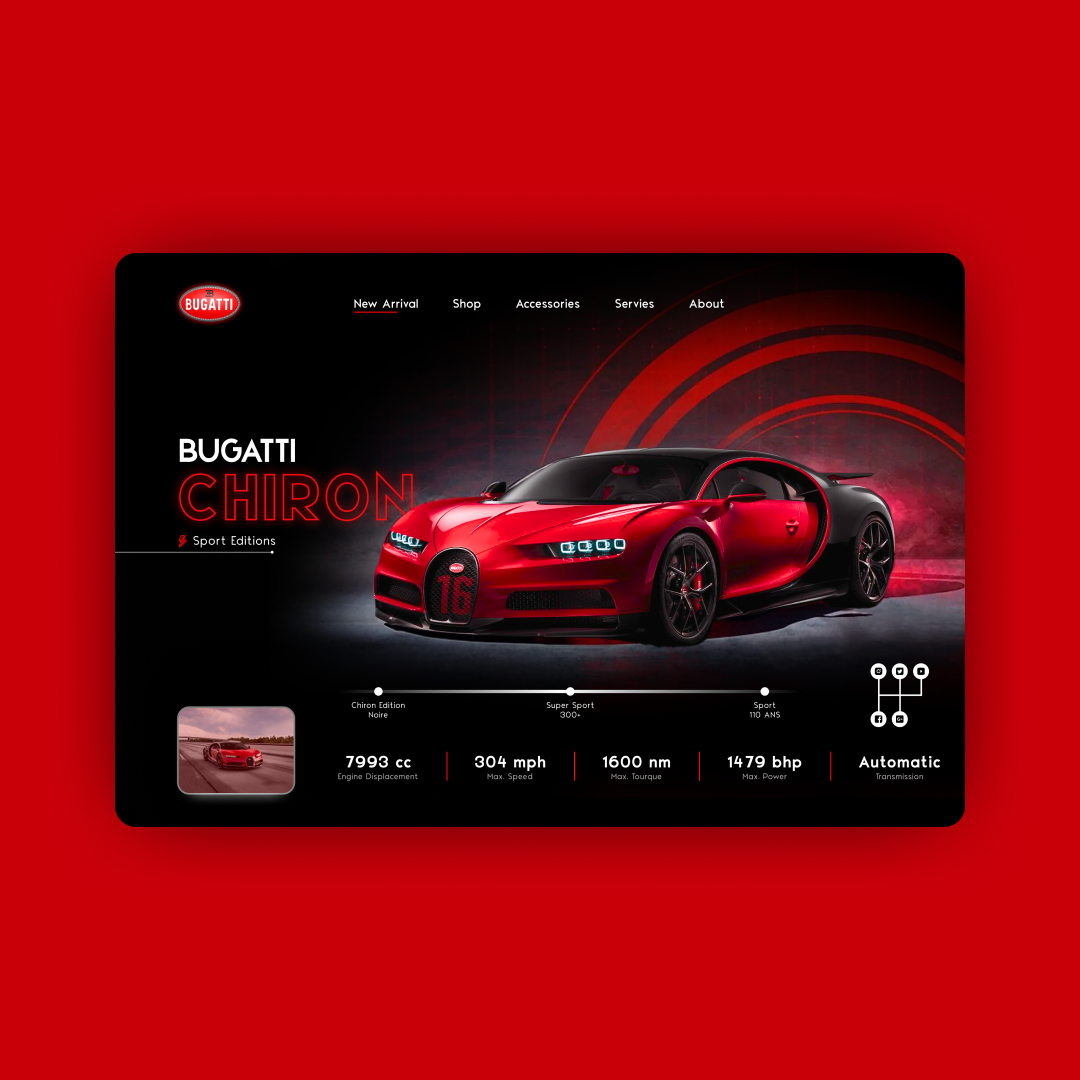 BUGATTI
New Arrival
Shop
Accessories
Servies
About
BUGATTI
CHIRON
Sport Editions
16
Chiron Edition
Noire
Super Sport
300+
Sport
110 ANS
7993 cc
Engine Displacement
304 mph
Max. Speed
1600 nm
Max. Tourque
1479 bhp
Max. Power
Automatic
Transmission